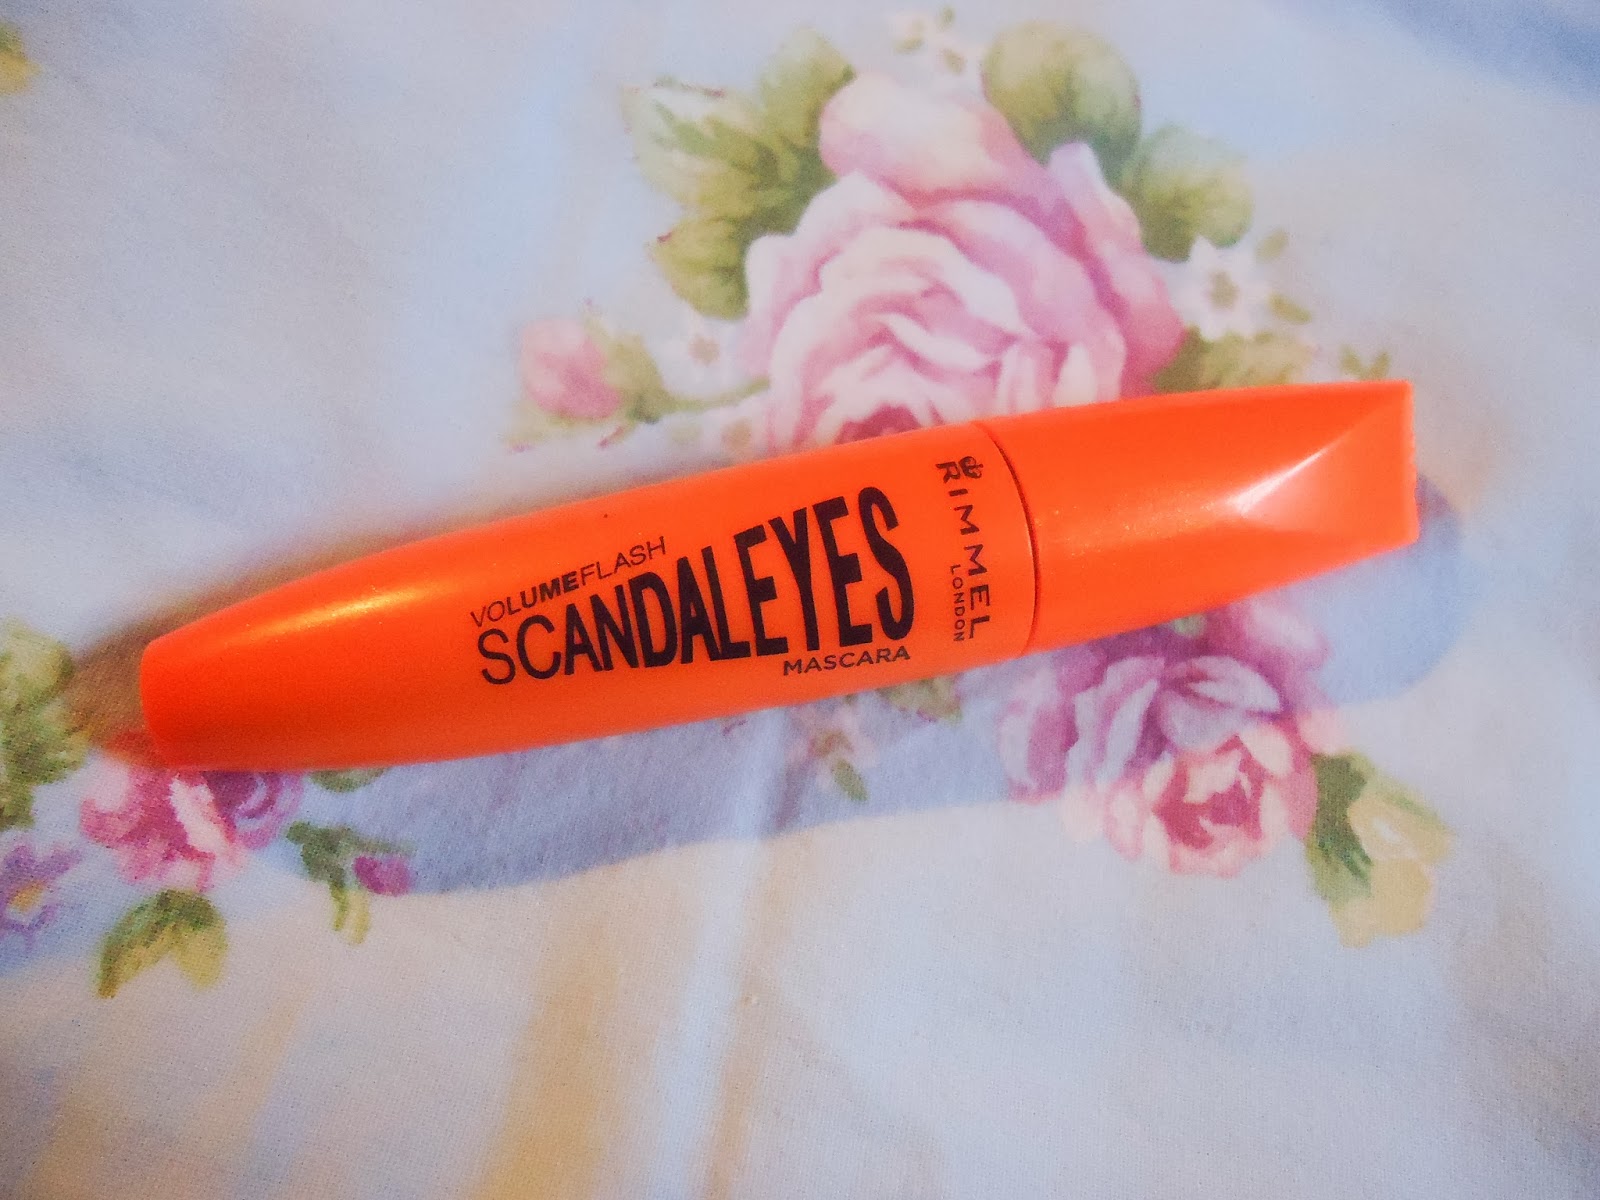 VOLUMEFLASH
SCANDALEYES
MASCARA
RIMMEL
LONDON